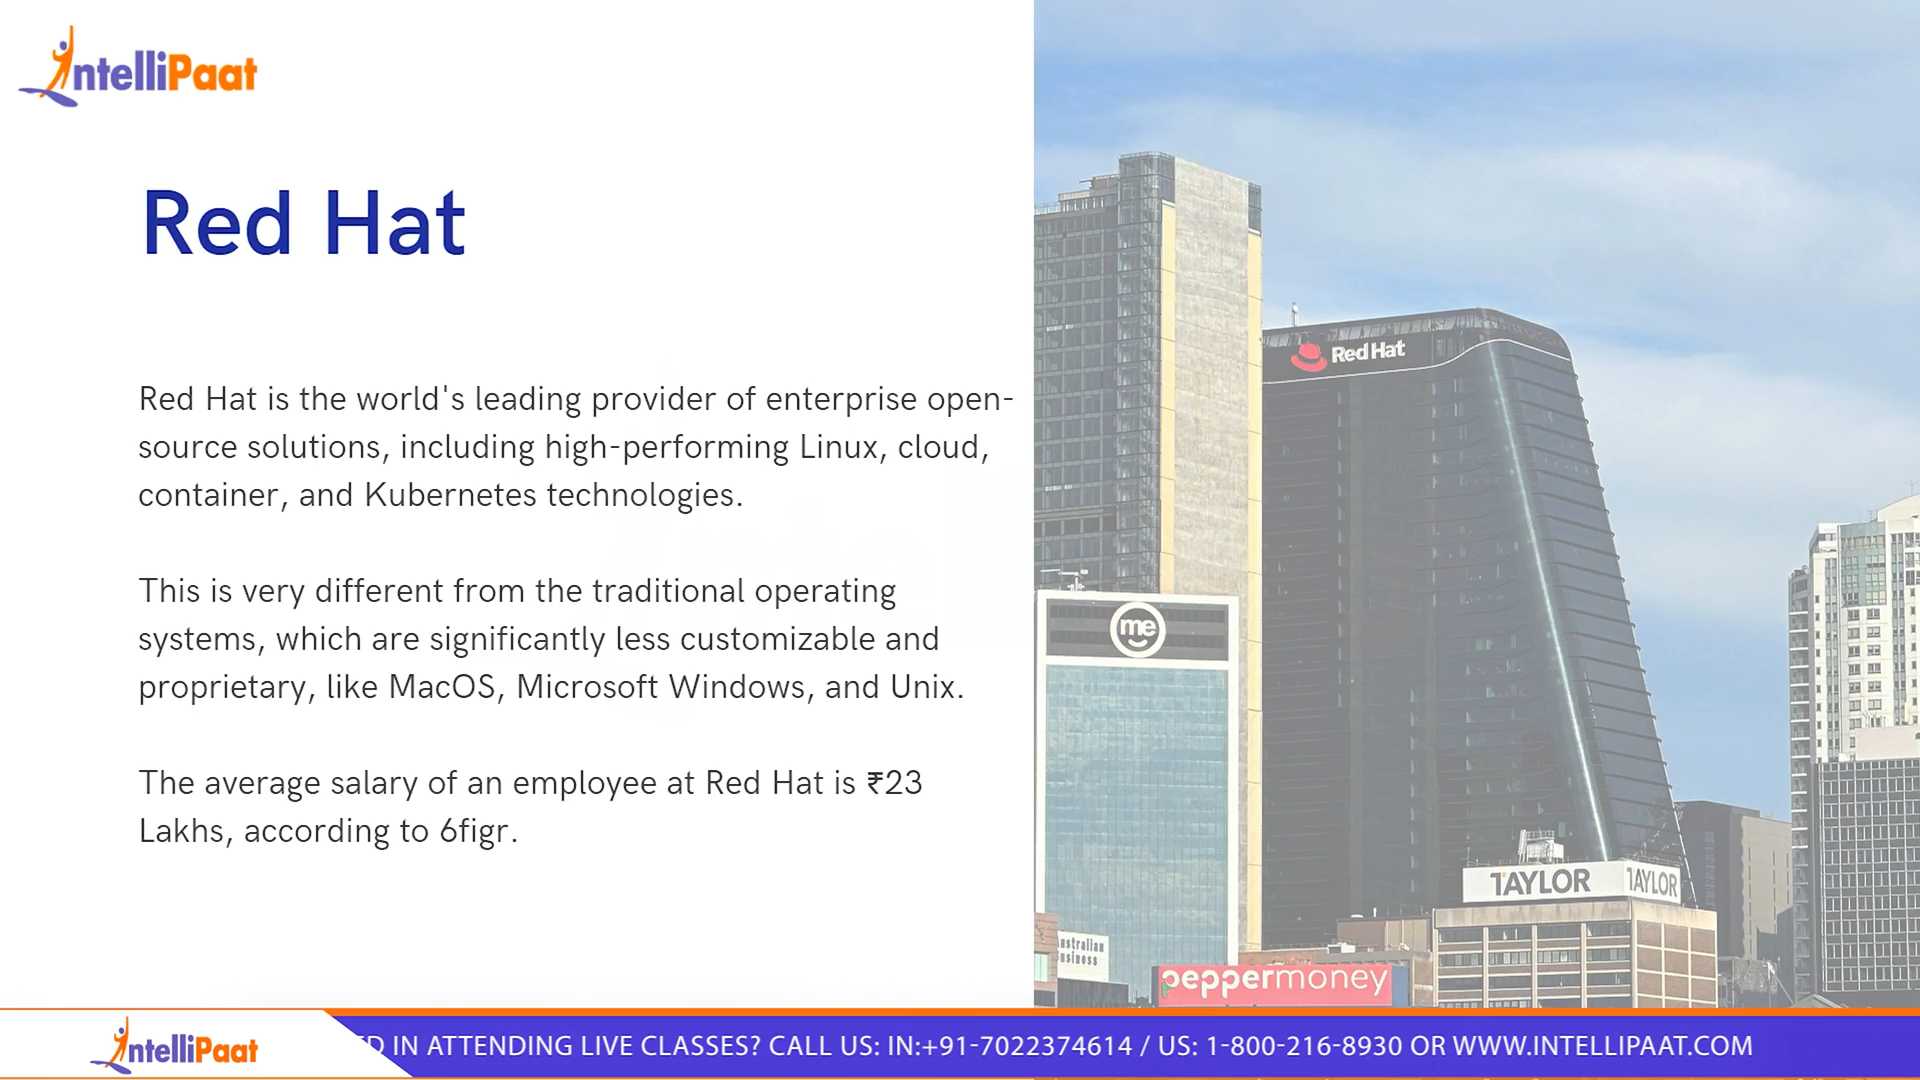 IntelliPaat
Red Hat
Red Hat is the world's leading provider of enterprise open-
source solutions, including high-performing Linux, cloud,
container, and Kubernetes technologies.
This is very different from the traditional operating
systems, which are significantly less customizable and
proprietary, like MacOS, Microsoft Windows, and Unix.
The average salary of an employee at Red Hat is ₹23
Lakhs, according to 6figr.
Red Hat
me
TAYLOR
TAYLOR
peppermoney
IntelliPaat
IN ATTENDING LIVE CLASSES? CALL US: IN:+91-7022374614 / US: 1-800-216-8930 OR WWW.INTELLIPAAT.COM